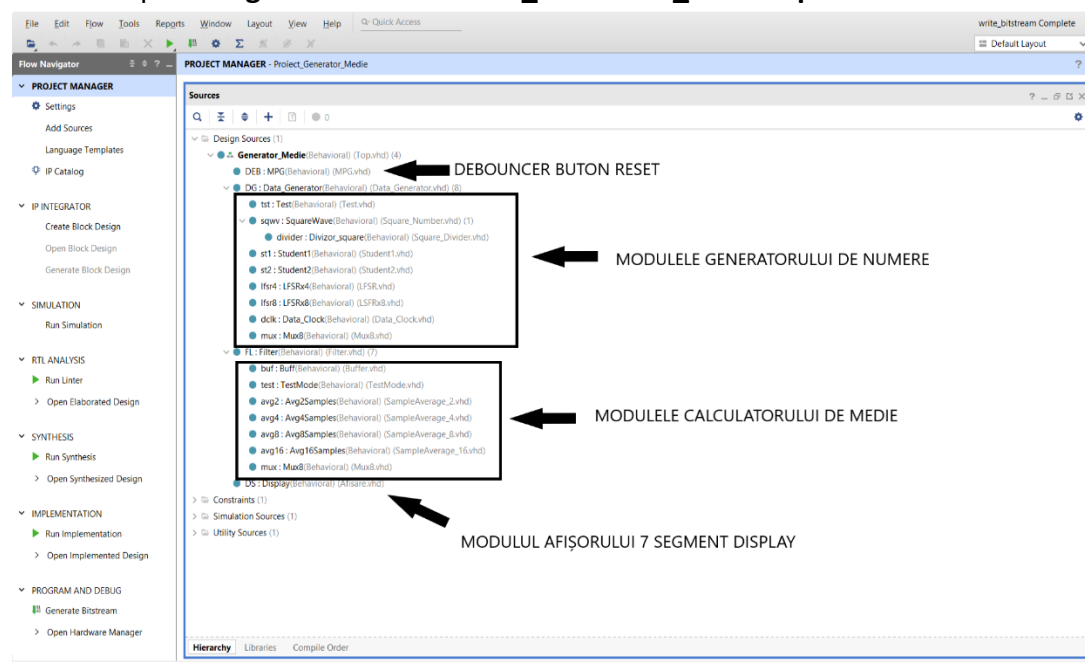 File Edit Flow Tools Reports Window Layout View Help Q- Quick Access write_bitstream Complete
Default Layout
Flow Navigator ? PROJECT MANAGER - Project_Generator_Medie ?
PROJECT MANAGER
Settings
Add Sources
Language Templates
IP Catalog
IP INTEGRATOR
Create Block Design
Open Block Design
Generate Block Design
SIMULATION
Run Simulation
RTL ANALYSIS
Run Linter
Open Elaborated Design
SYNTHESIS
Run Synthesis
Open Synthesized Design
IMPLEMENTATION
Run Implementation
Open Implemented Design
PROGRAM AND DEBUG
Generate Bitstream
Open Hardware Manager
Sources ?
0
Design Sources (1)
Generator_Medie(Behavioral) (Top.vhd) (4)
DEB : MPG(Behavioral) (MPG.vhd) DEBOUNCER BUTON RESET
DG : Data_Generator(Behavioral) (Data_Generator.vhd) (8)
tst : Test(Behavioral) (Test.vhd)
sqwv : SquareWave(Behavioral) (Square_Number.vhd) (1)
divider : Divizor_square(Behavioral) (Square_Divider.vhd)
st1 : Student1(Behavioral) (Student1.vhd) MODULELE GENERATORULUI DE NUMERE
st2 : Student2(Behavioral) (Student2.vhd)
lfsr4 : LFSRx4(Behavioral) (LFSR.vhd)
lfsr8 : LFSRx8(Behavioral) (LSFRx8.vhd)
dclk : Data_Clock(Behavioral) (Data_Clock.vhd)
mux : Mux8(Behavioral) (Mux8.vhd)
FL : Filter(Behavioral) (Filter.vhd) (7)
buf : Buff(Behavioral) (Buffer.vhd)
test : TestMode(Behavioral) (TestMode.vhd)
avg2 : Avg2Samples(Behavioral) (SampleAverage_2.vhd)
avg4 : Avg4Samples(Behavioral) (SampleAverage_4.vhd) MODULELE CALCULATORULUI DE MEDIE
avg8 : Avg8Samples(Behavioral) (SampleAverage_8.vhd)
avg16 : Avg16Samples(Behavioral) (SampleAverage_16.vhd)
mux : Mux8(Behavioral) (Mux8.vhd)
DS : Display(Behavioral) (Afisare.vhd)
Constraints (1)
Simulation Sources (1)
Utility Sources (1)
MODULUL AFIȘORULUI 7 SEGMENT DISPLAY
Hierarchy Libraries Compile Order